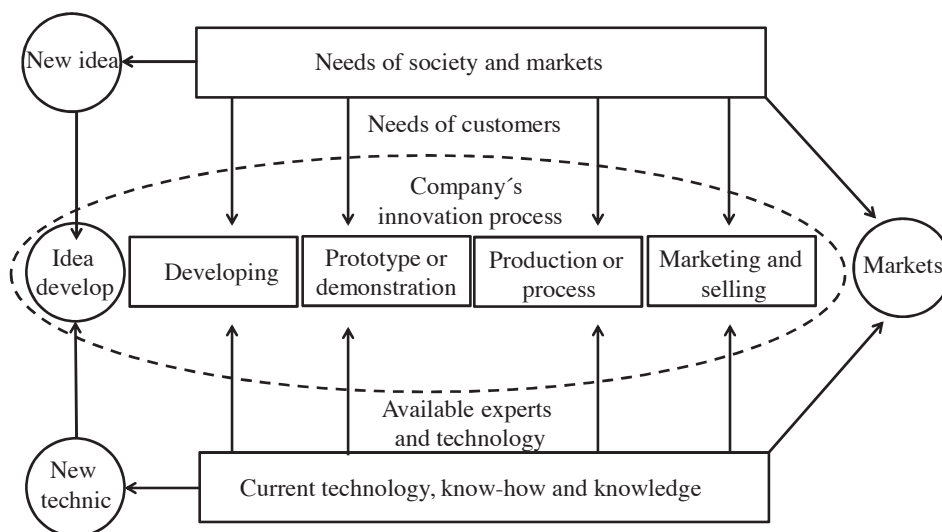 New idea
Needs of society and markets
Needs of customers
Company´s
innovation process
Idea
develop
Developing
Prototype or
demonstration
Production or
process
Marketing and
selling
Markets
Available experts
and technology
New
technic
Current technology, know-how and knowledge